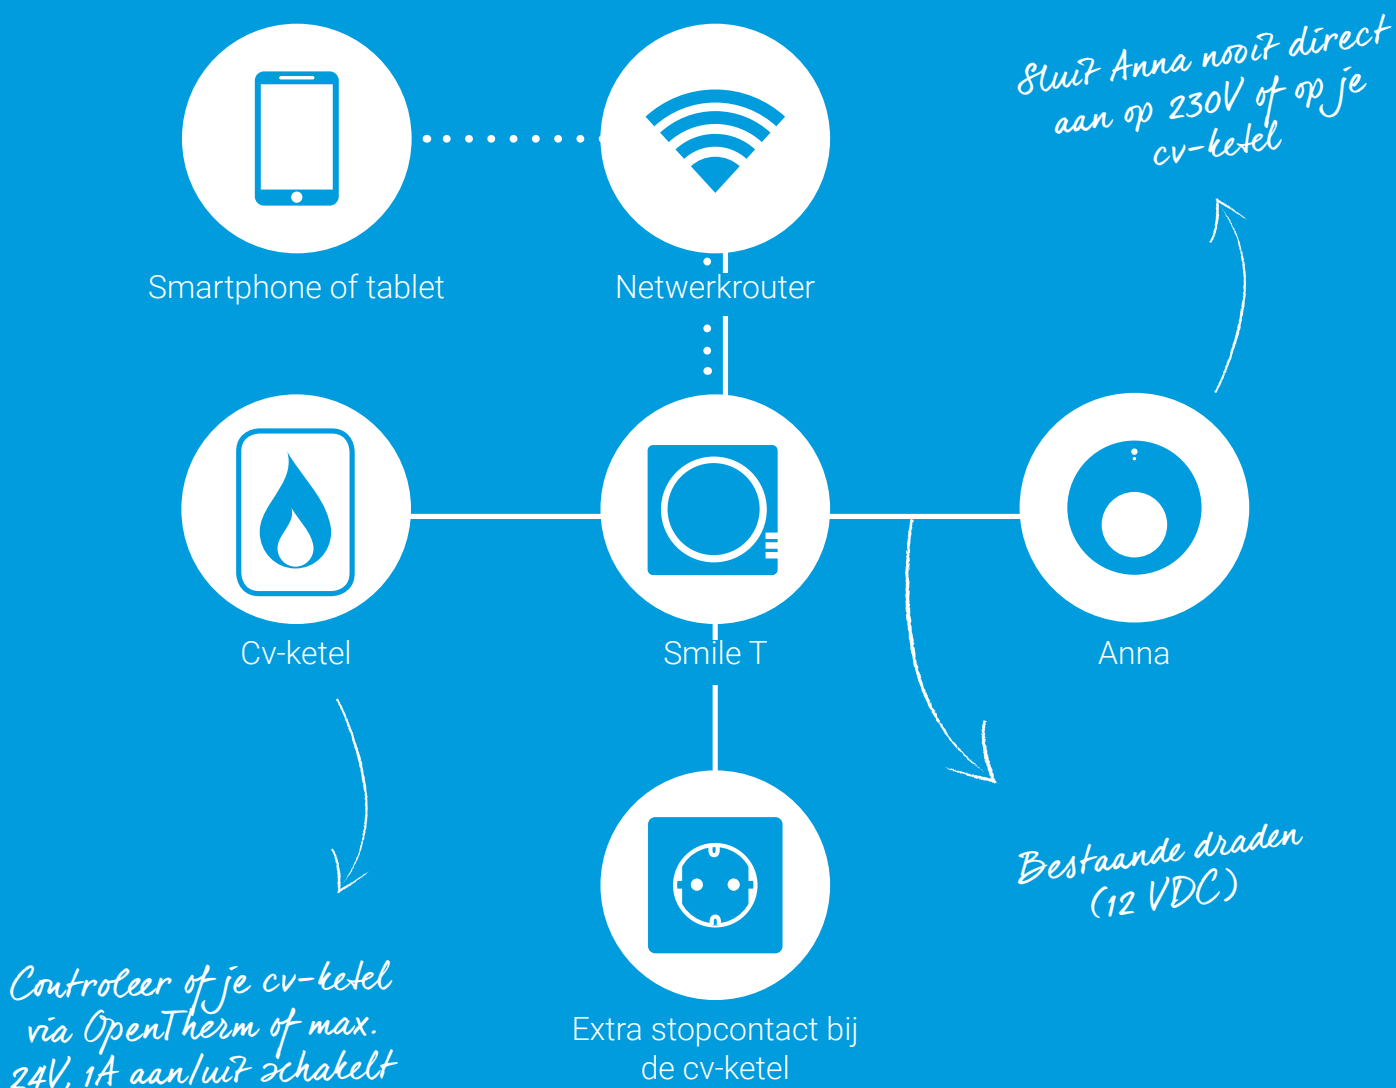 Sluit Anna nooit direct
aan op 230V of op je
cv-ketel
Smartphone of tablet
Netwerkrouter
Cv-ketel
Smile T
Anna
Bestaande draden
(12 VDC)
Controleer of je cv-ketel
via OpenTherm of max.
24V, 1A aan/uit schakelt
Extra stopcontact bij
de cv-ketel